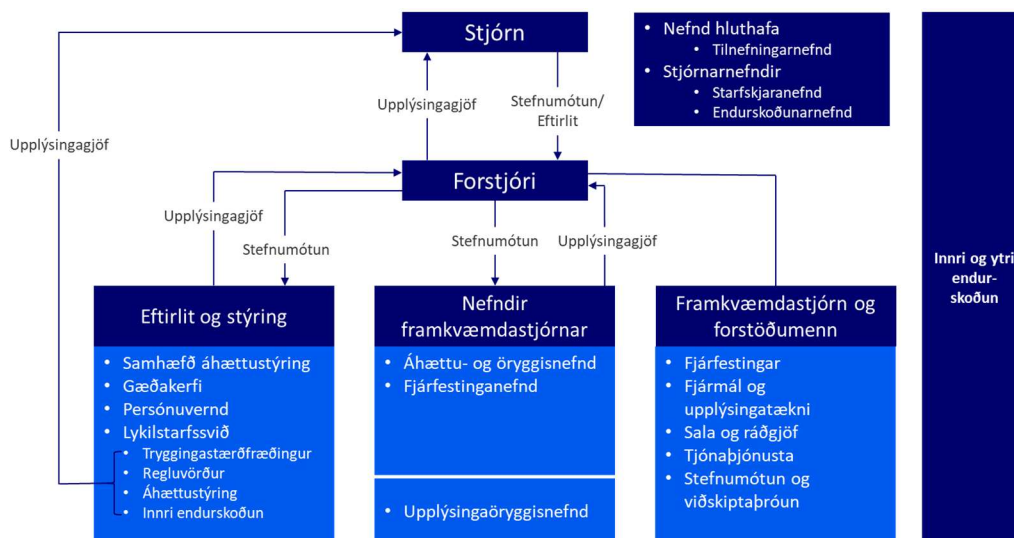 Stjórn
• Nefnd hluthafa
• Tilnefningarnefnd
• Stjórnarnefndir
• Starfskjaranefnd
• Endurskoðunarnefnd
Upplýsingagjöf
Upplýsingagjöf
Stefnumótun/
Eftirlit
Forstjóri
Upplýsingagjöf
Stefnumótun
Stefnumótun
Upplýsingagjöf
Innri og ytri
endur-
skoðun
Eftirlit og stýring
• Samhæfð áhættustýring
• Gæðakerfi
• Persónuvernd
• Lykilstarfssvið
• Tryggingastærðfræðingur
• Regluvörður
• Áhættustýring
• Innri endurskoðun
Nefndir
framkvæmdastjórnar
• Áhættu- og öryggisnefnd
• Fjárfestinganefnd
• Upplýsingaöryggisnefnd
Framkvæmdastjórn og
forstöðumenn
• Fjárfestingar
• Fjármál og
upplýsingatækni
• Sala og ráðgjöf
• Tjónaþjónusta
• Stefnumótun og
viðskiptaþróun